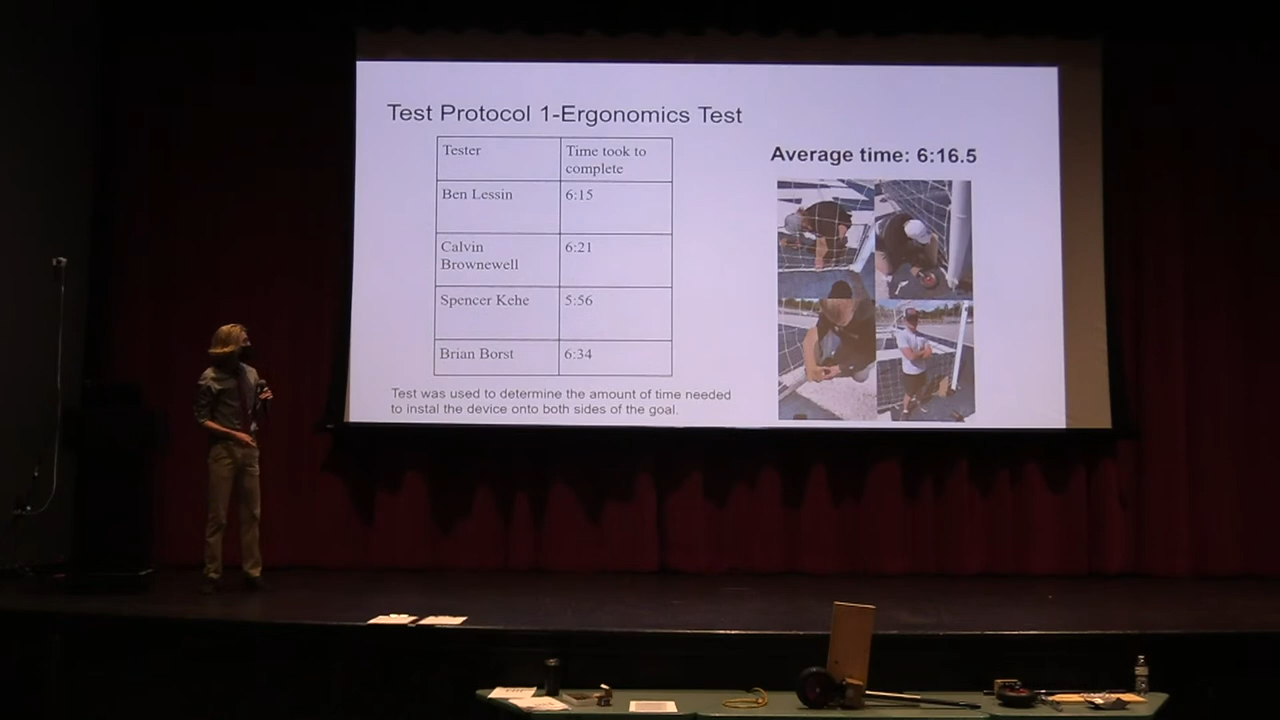 Test Protocol 1-Ergonomics Test
Tester
Time took to
complete
Ben Lessin
6:15
Calvin
Brownewell
6:21
Spencer Kehe
5:56
Brian Borst
6:34
Test was used to determine the amount of time needed
to instal the device onto both sides of the goal.
Average time: 6:16.5